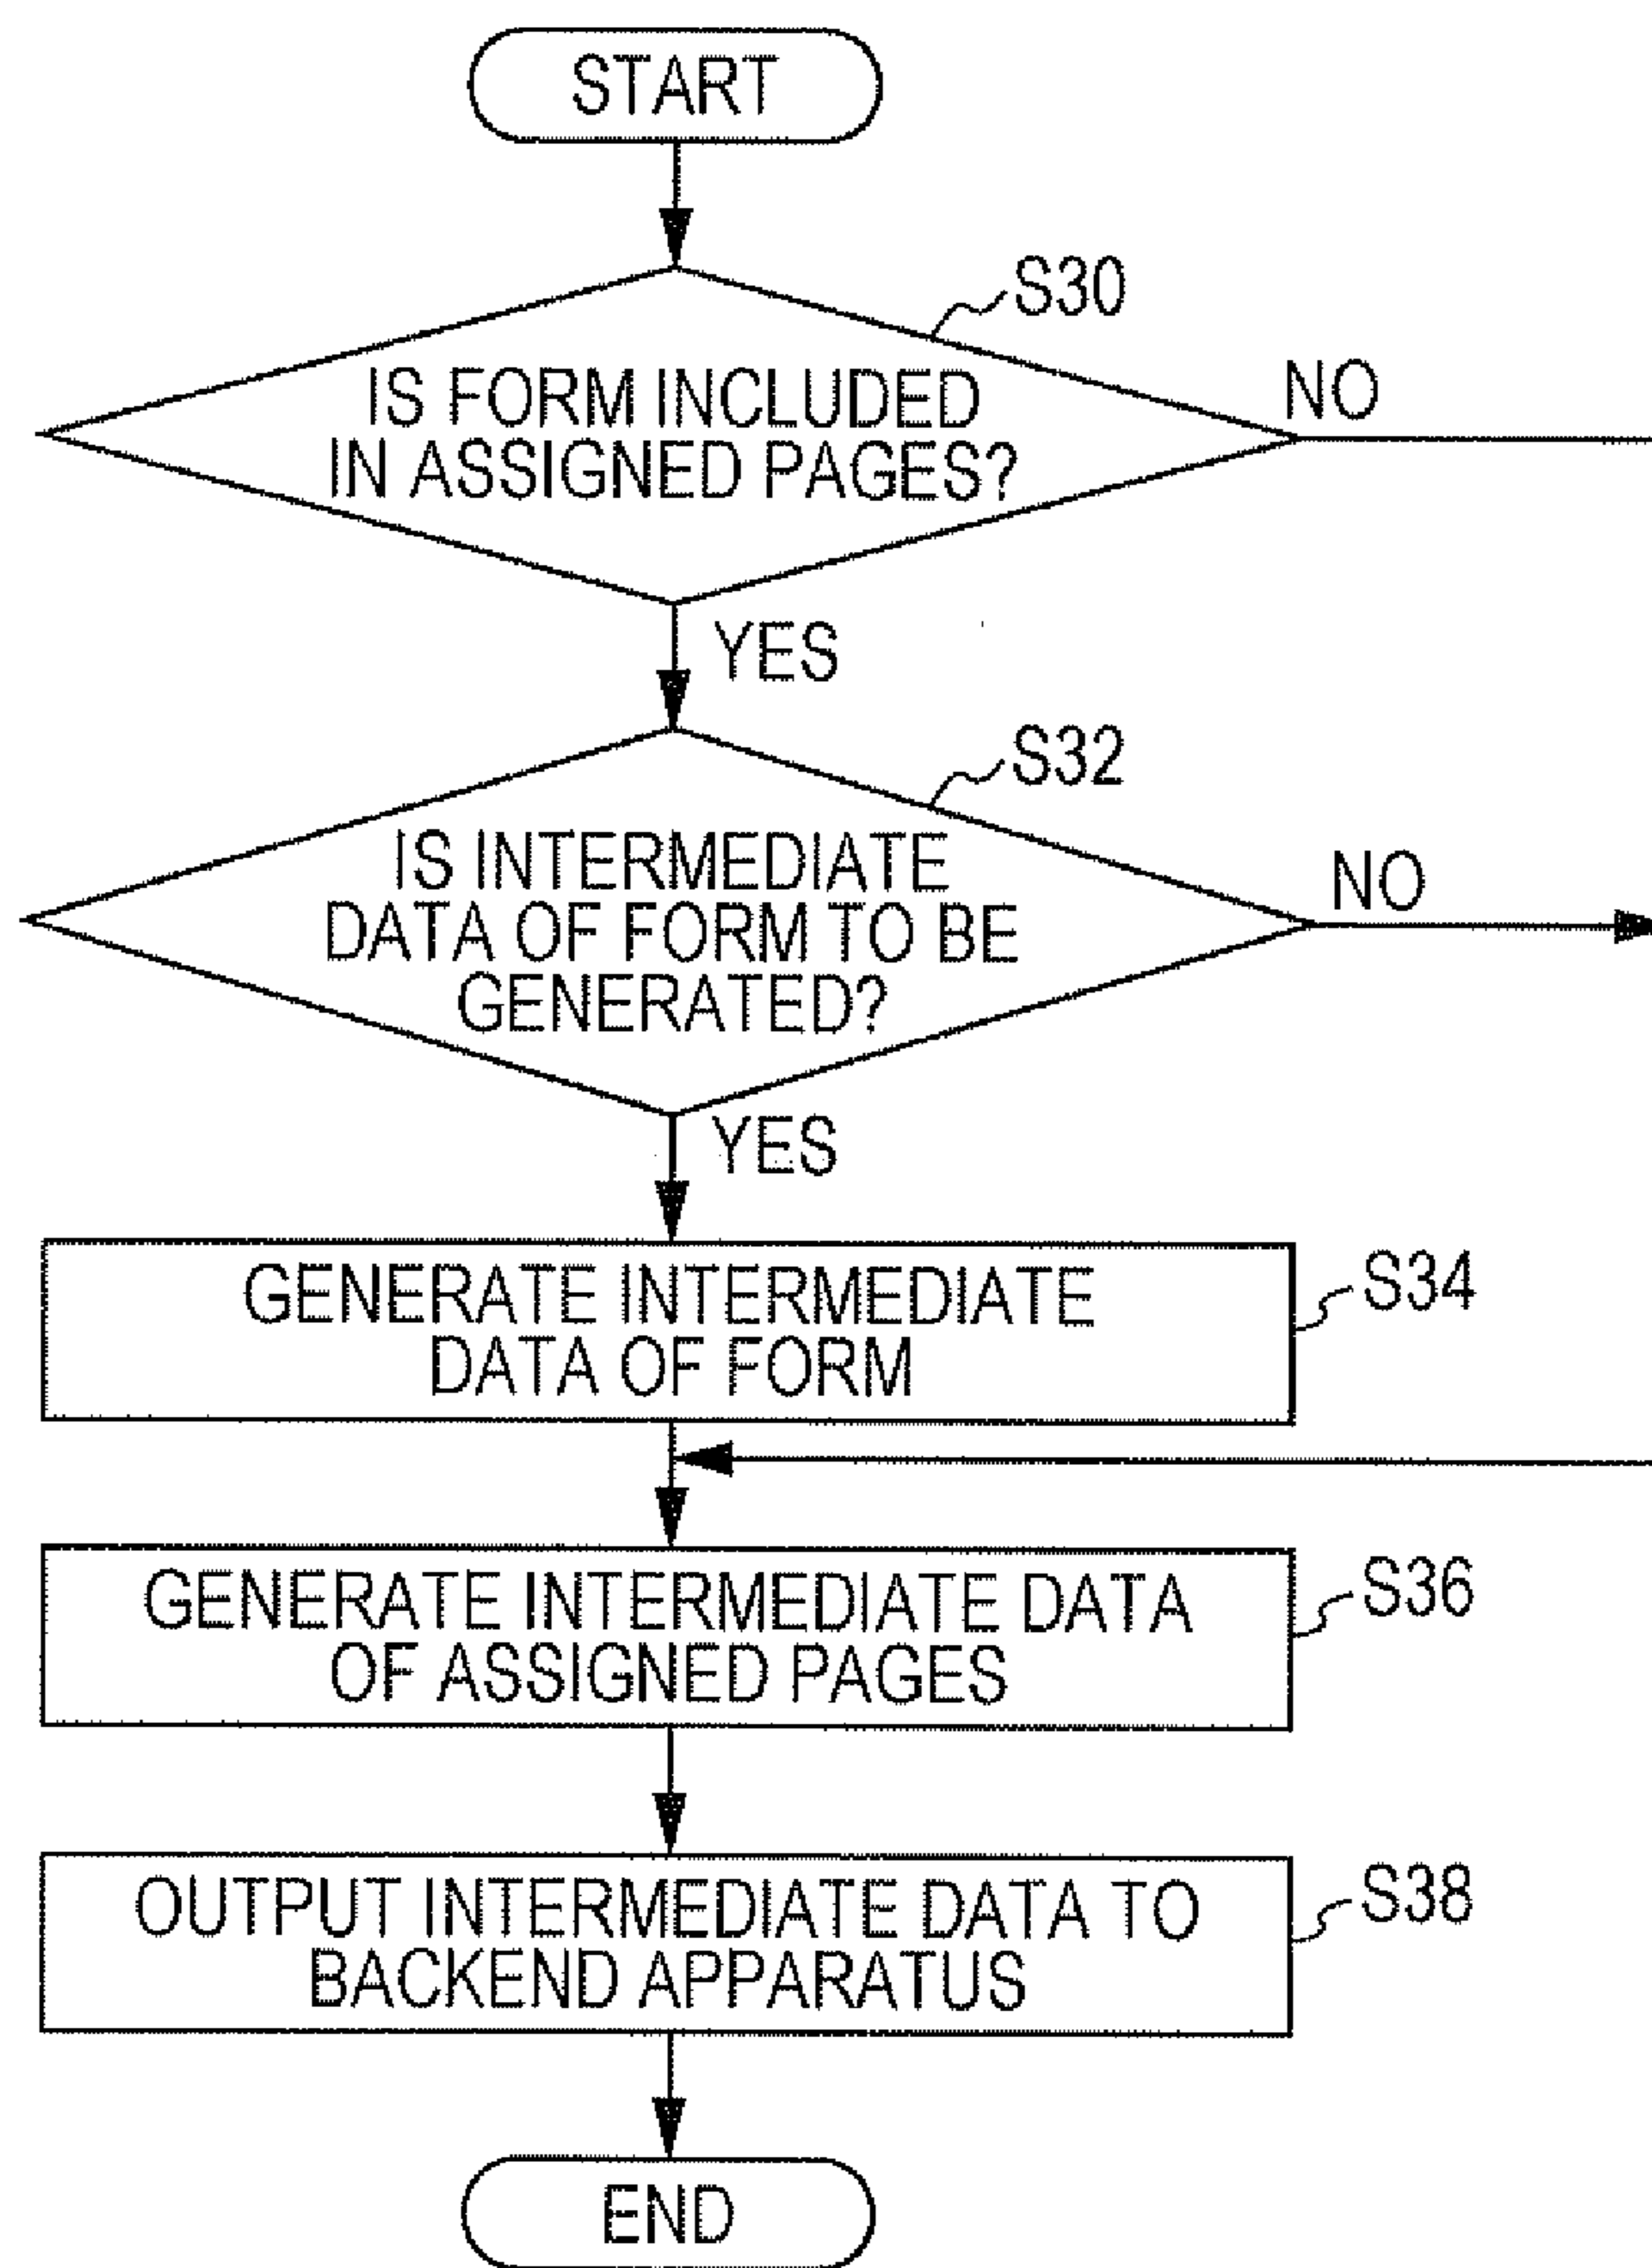 START
S30
IS FORM INCLUDED
IN ASSIGNED PAGES?
NO
YES
S32
IS INTERMEDIATE
DATA OF FORM TO BE
GENERATED?
NO
YES
GENERATE INTERMEDIATE
DATA OF FORM
S34
GENERATE INTERMEDIATE DATA
OF ASSIGNED PAGES
S36
OUTPUT INTERMEDIATE DATA TO
BACKEND APPARATUS
S38
END